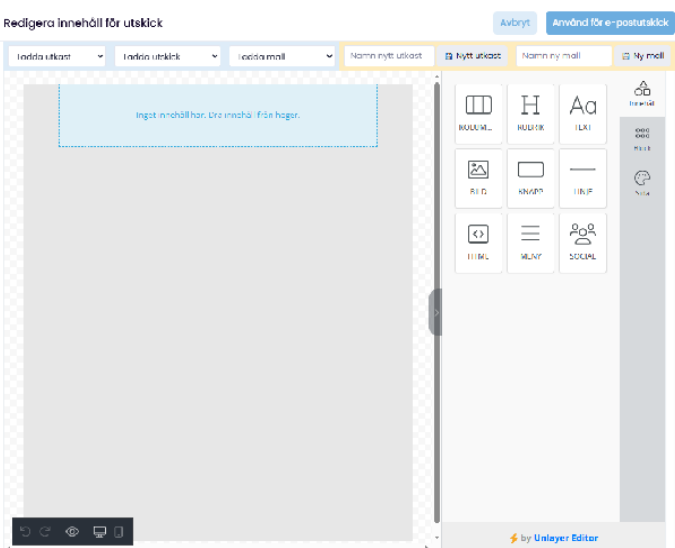 Redigera innehåll för utskick
Avbryt
Använd för e-postutskick
Ladda utkast
Ladda utskick
Ladda mall
Namn nytt utkast
Nytt utkast
Namn ny mall
Ny mall
Inget innehåll här. Dra innehåll från höger.
KOLUM...
RUBRIK
TEXT
BILD
KNAPP
LINJE
HTML
MENY
SOCIAL
Innehåll
Block
by Unlayer Editor